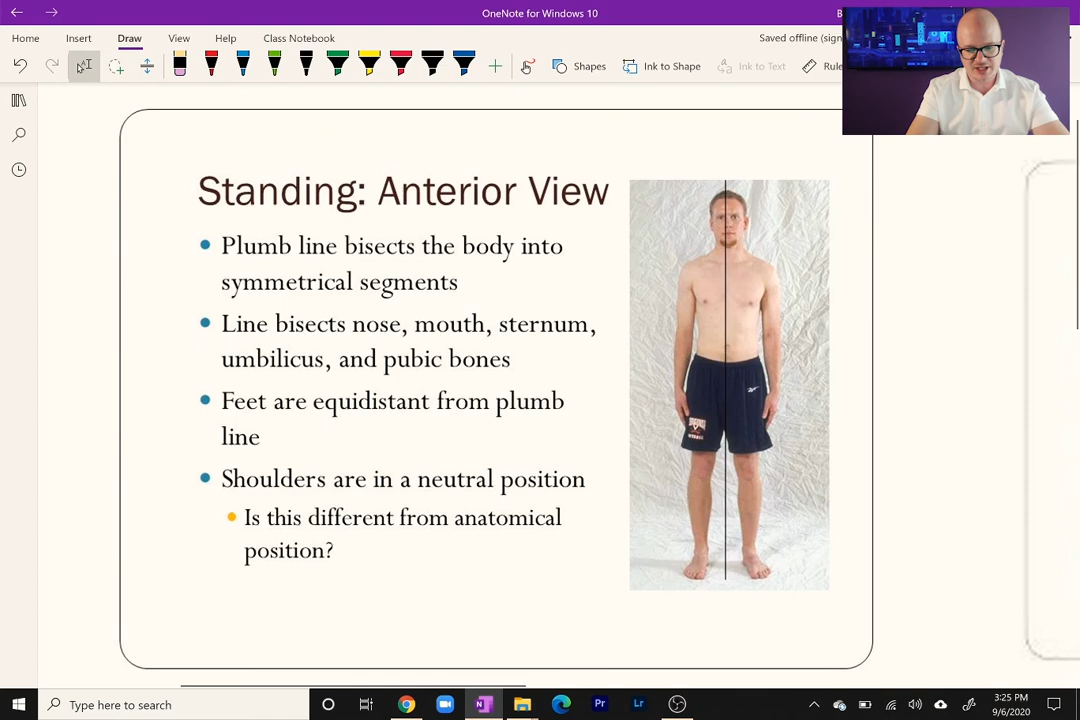 OneNote for Windows 10
Home Insert Draw View Help Class Notebook
Saved offline (sign
Shapes Ink to Shape Ink to Text
Standing: Anterior View
Plumb line bisects the body into
symmetrical segments
Line bisects nose, mouth, sternum,
umbilicus, and pubic bones
Feet are equidistant from plumb
line
Shoulders are in a neutral position
Is this different from anatomical
position?
Type here to search
N
Pr
Lr
3:25 PM
9/6/2020